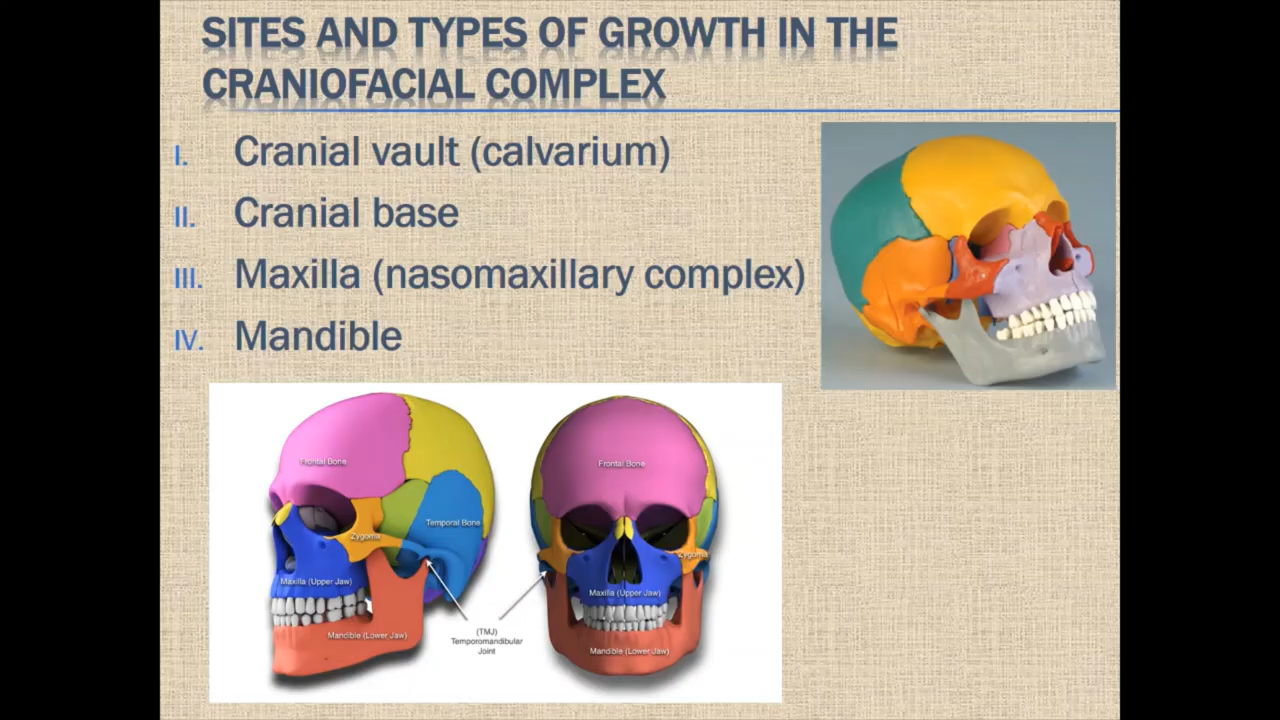 SITES AND TYPES OF GROWTH IN THE
CRANIOFACIAL COMPLEX
I. Cranial vault (calvarium)
II. Cranial base
III. Maxilla (nasomaxillary complex)
IV. Mandible
Frontal Bone
Temporal Bone
Zygoma
Maxilla (Upper Jaw)
Mandible (Lower Jaw)
(TMJ)
Temporomandibular
Joint
Frontal Bone
Zygoma
Maxilla (Upper Jaw)
Mandible (Lower Jaw)